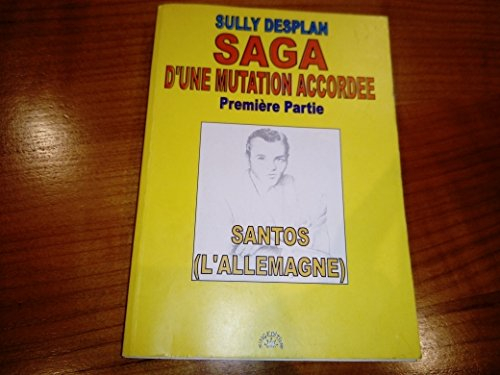 SULLY DESPLAN
SAGA
D'UNE MUTATION ACCORDEE
Première Partie
SANTOS
(L'ALLEMAGNE)